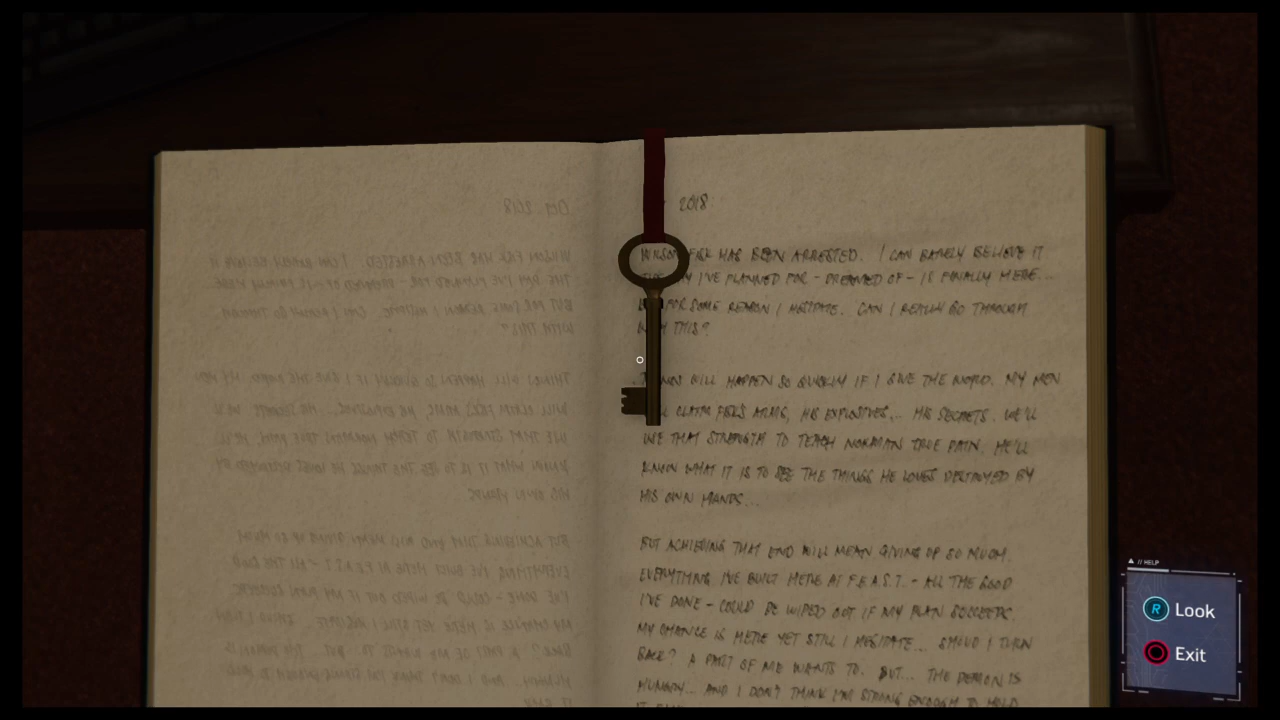 2018
FISK HAS BEEN ARRESTED. I CAN BARELY BELIEVE IT
I'VE PLANNED FOR - DREAMED OF - IS FINALLY HERE...
FOR SOME REASON I HESITATE. CAN I REALLY GO THROUGH
THIS?
THINGS WILL HAPPEN SO QUICKLY IF I GIVE THE WORD. MY MEN
CLAIM FISK'S ARMS, HIS EXPLOSIVES... HIS SECRETS. WE'LL
USE THAT STRENGTH TO TEACH NORMAN TRUE PAIN. HE'LL
KNOW WHAT IT IS TO SEE THE THINGS HE LOVES DESTROYED BY
HIS OWN HANDS...
BUT ACHIEVING THAT END WILL MEAN GIVING UP SO MUCH.
EVERYTHING I'VE BUILT HERE AT F.E.A.S.T. - ALL THE GOOD
I'VE DONE - COULD BE WIPED OUT IF MY PLAN SUCCEEDS.
MY CHANCE IS HERE YET STILL I HESITATE... SHOULD I TURN
BACK? A PART OF ME WANTS TO. BUT... THE DEMON IS
HUNGRY... AND I DON'T THINK I'M STRONG ENOUGH TO HOLD
// HELP
R Look
Exit